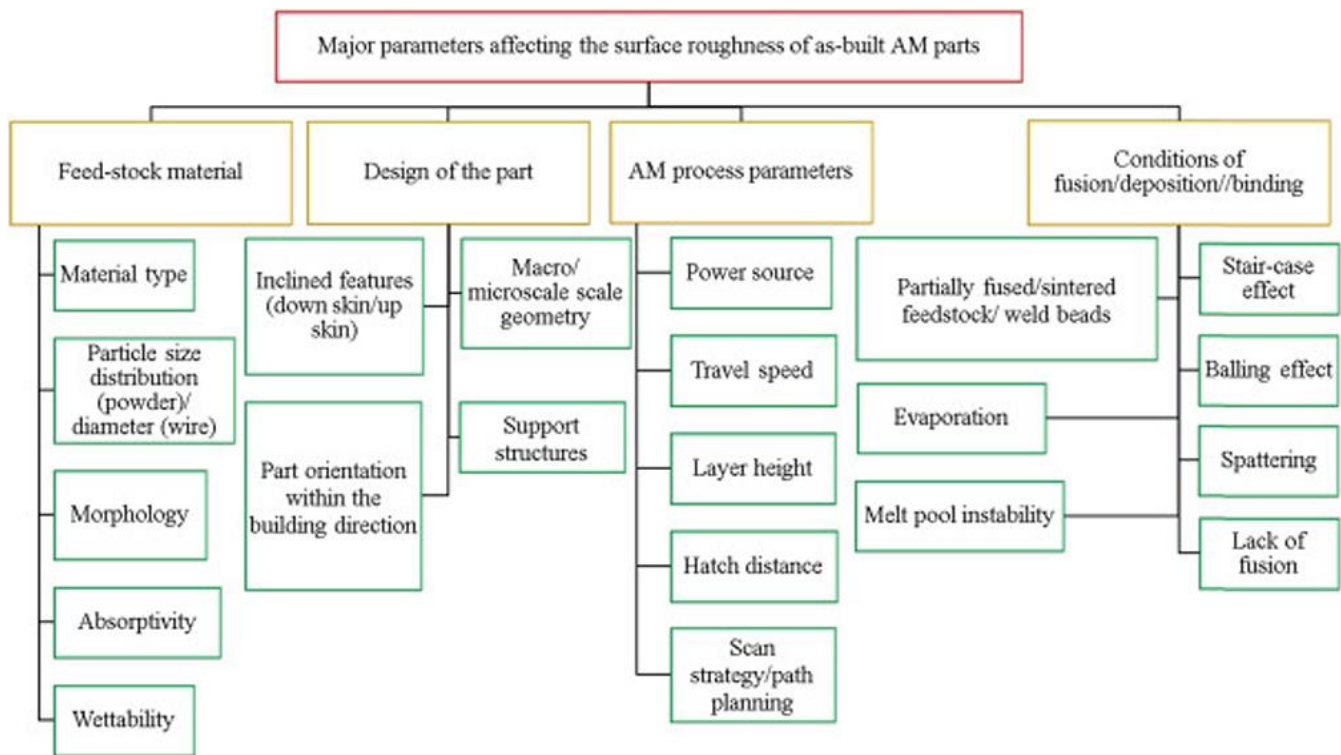 Major parameters affecting the surface roughness of as-built AM parts
Feed-stock material
Design of the part
AM process parameters
Conditions of
fusion/deposition//binding
Material type
Particle size
distribution
(powder)/
diameter (wire)
Morphology
Absorptivity
Wettability
Inclined features
(down skin/up
skin)
Part orientation
within the
building direction
Macro/
microscale scale
geometry
Support
structures
Power source
Travel speed
Layer height
Hatch distance
Scan
strategy/path
planning
Partially fused/sintered
feedstock/ weld beads
Evaporation
Melt pool instability
Stair-case
effect
Balling effect
Spattering
Lack of
fusion